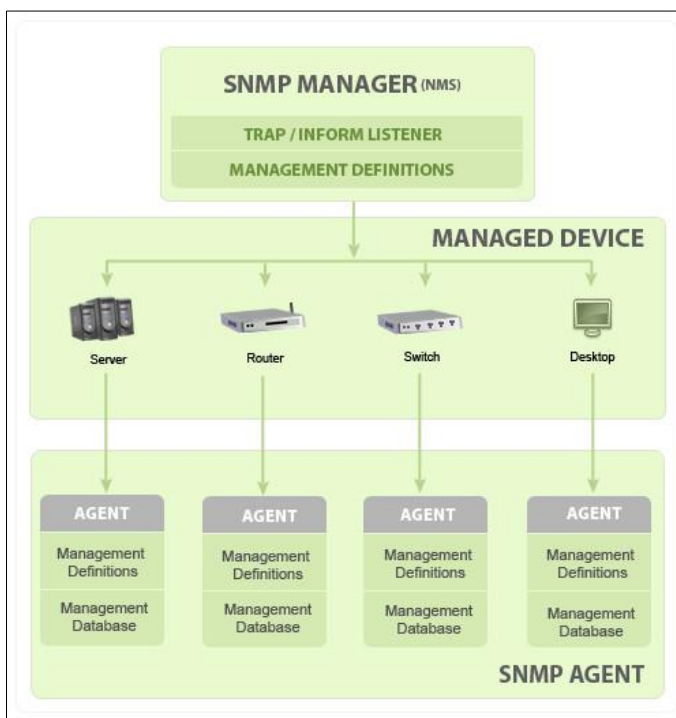 SNMP MANAGER (NMS)
TRAP / INFORM LISTENER
MANAGEMENT DEFINITIONS
MANAGED DEVICE
Server
Router
Switch
Desktop
AGENT
Management
Definitions
Management
Database
AGENT
Management
Definitions
Management
Database
AGENT
Management
Definitions
Management
Database
AGENT
Management
Definitions
Management
Database
SNMP AGENT